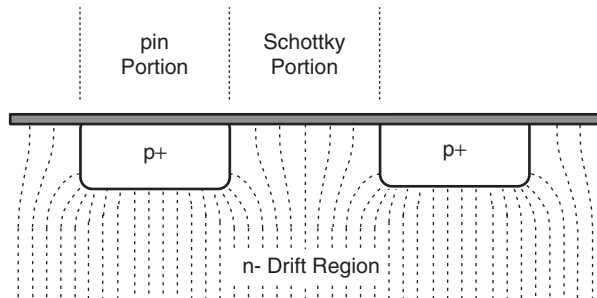 pin
Portion
Schottky
Portion
p+
p+
n- Drift Region